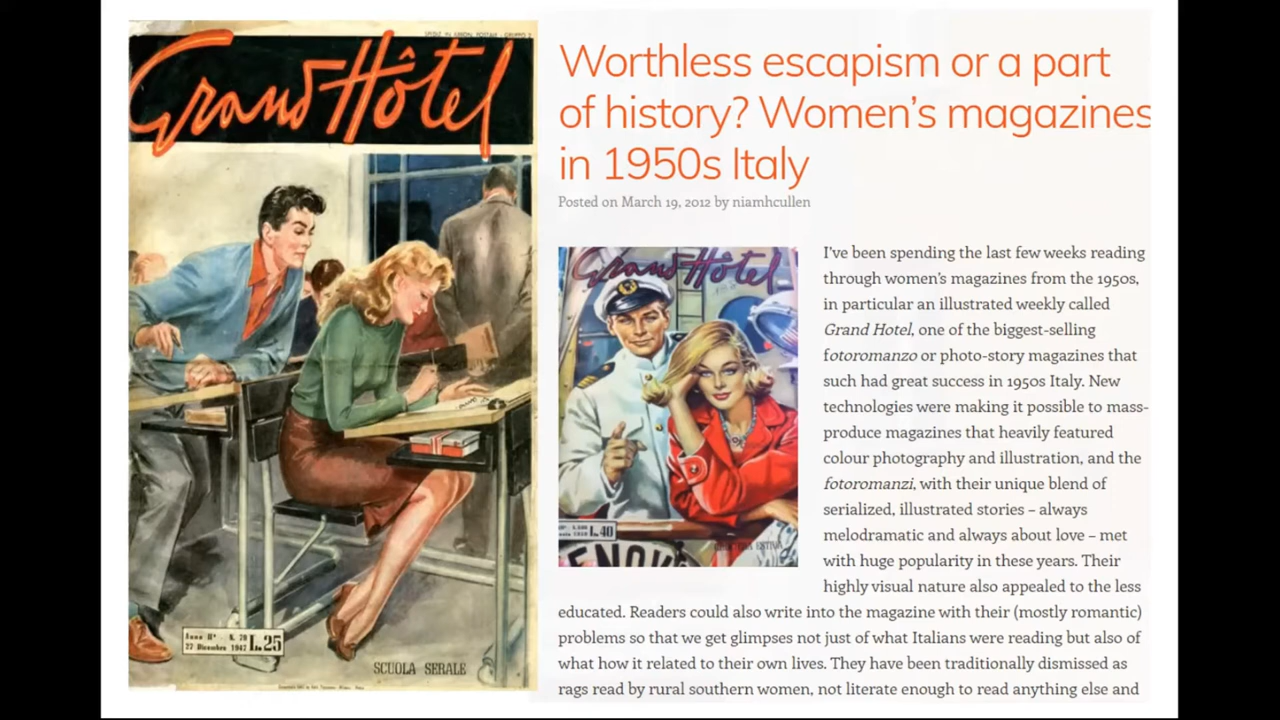 Grand Hôtel
Anno II° - N. 78
27 Dicembre 1947
L.25
SCUOLA SERALE
Worthless escapism or a part
of history? Women's magazines
in 1950s Italy
Posted on March 19, 2012 by niamhcullen
Grand Hôtel
L.40
I've been spending the last few weeks reading
through women's magazines from the 1950s,
in particular an illustrated weekly called
Grand Hotel, one of the biggest-selling
fotoromanzo or photo-story magazines that
such had great success in 1950s Italy. New
technologies were making it possible to mass-
produce magazines that heavily featured
colour photography and illustration, and the
fotoromanzi, with their unique blend of
serialized, illustrated stories – always
melodramatic and always about love – met
with huge popularity in these years. Their
highly visual nature also appealed to the less
educated. Readers could also write into the magazine with their (mostly romantic)
problems so that we get glimpses not just of what Italians were reading but also of
what how it related to their own lives. They have been traditionally dismissed as
rags read by rural southern women, not literate enough to read anything else and